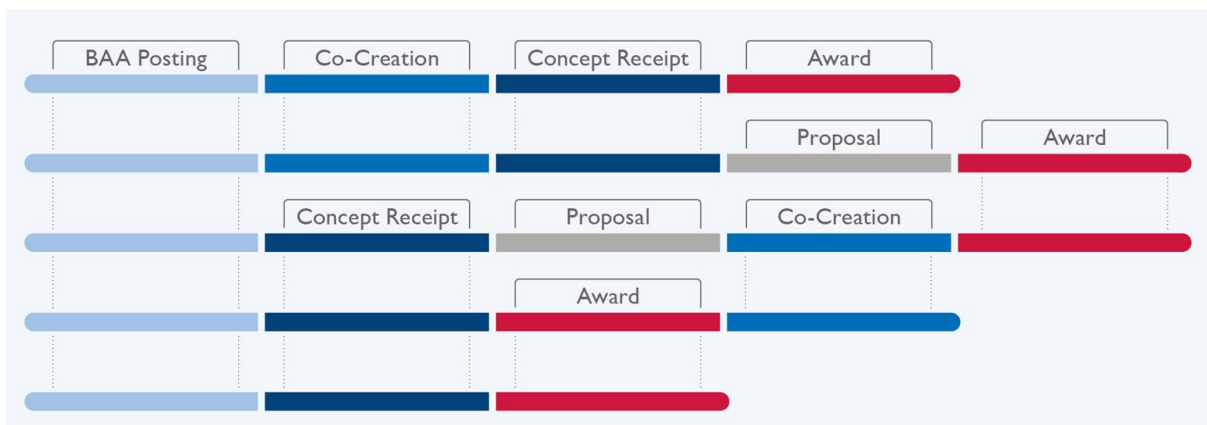 BAA Posting
Co-Creation
Concept Receipt
Award
Proposal
Award
Concept Receipt
Proposal
Co-Creation
Award